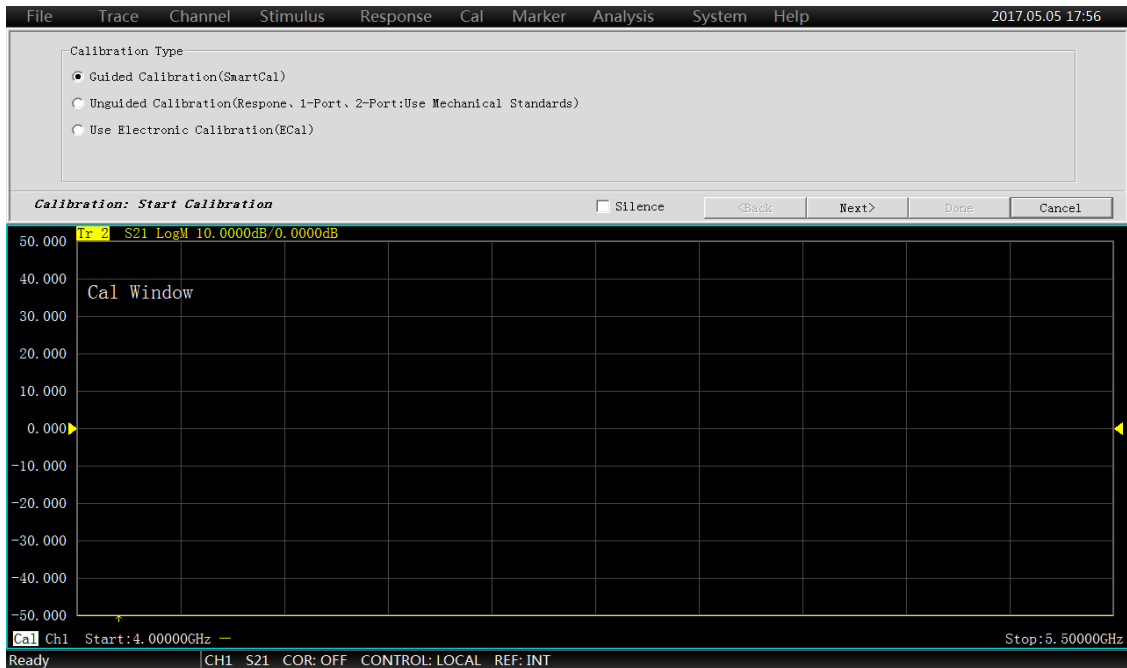 File Trace Channel Stimulus Response Cal Marker Analysis System Help 2017.05.05 17:56
Calibration Type
Guided Calibration(SmartCal)
Unguided Calibration(Respone、1-Port、2-Port:Use Mechanical Standards)
Use Electronic Calibration(ECal)
Calibration: Start Calibration Silence <Back Next> Done Cancel
Tr 2 S21 LogM 10.0000dB/0.0000dB
50.000
40.000
Cal Window
30.000
20.000
10.000
0.000
-10.000
-20.000
-30.000
-40.000
-50.000
Cal Ch1 Start:4.00000GHz — Stop:5.50000GHz
Ready CH1 S21 COR: OFF CONTROL: LOCAL REF: INT